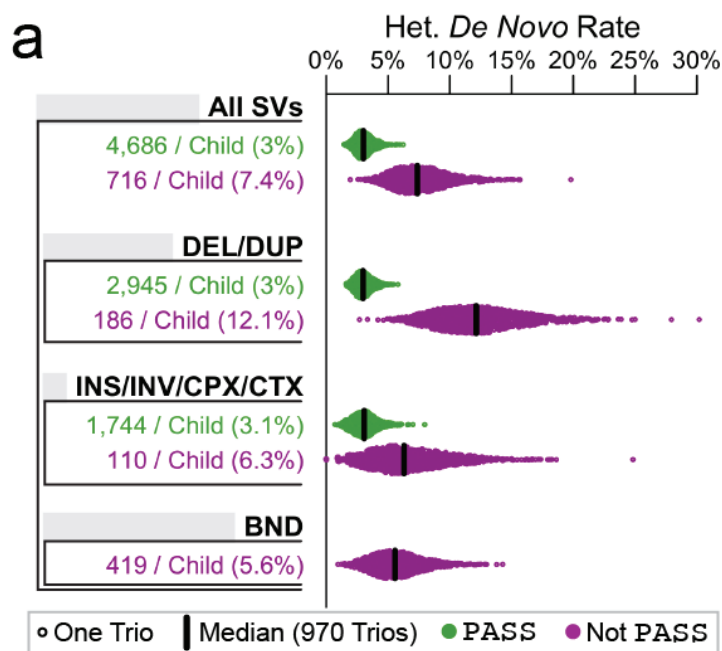 a
Het. De Novo Rate
0% 5% 10% 15% 20% 25% 30%
All SVs
4,686 / Child (3%)
716 / Child (7.4%)
DEL/DUP
2,945 / Child (3%)
186 / Child (12.1%)
INS/INV/CPX/CTX
1,744 / Child (3.1%)
110 / Child (6.3%)
BND
419 / Child (5.6%)
One Trio Median (970 Trios) PASS Not PASS